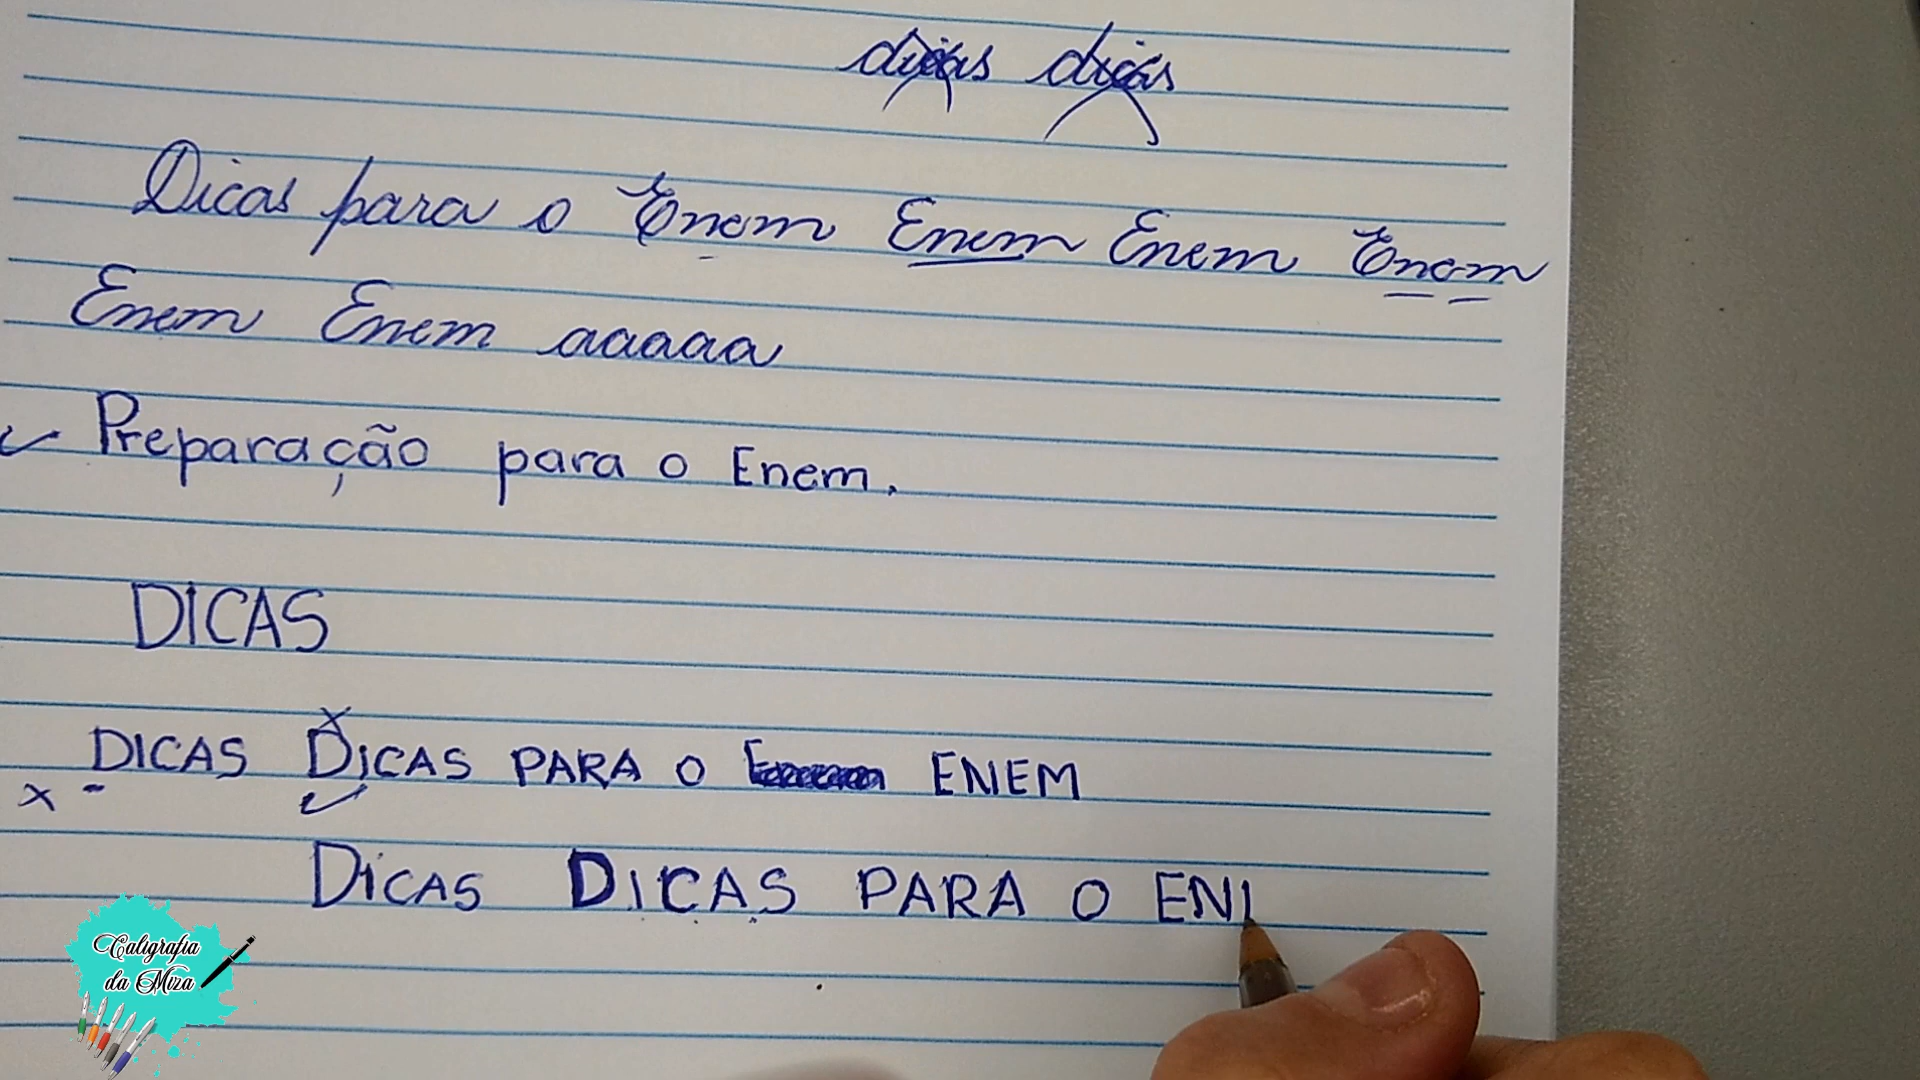 dicas dicas
Dicas para o Enem Enem Enem Enem
Enem Enem aaaaa
Preparação para o Enem.
DICAS
DICAS DICAS PARA O ENEM
DICAS DICAS PARA O ENI
Caligrafia
da Miza